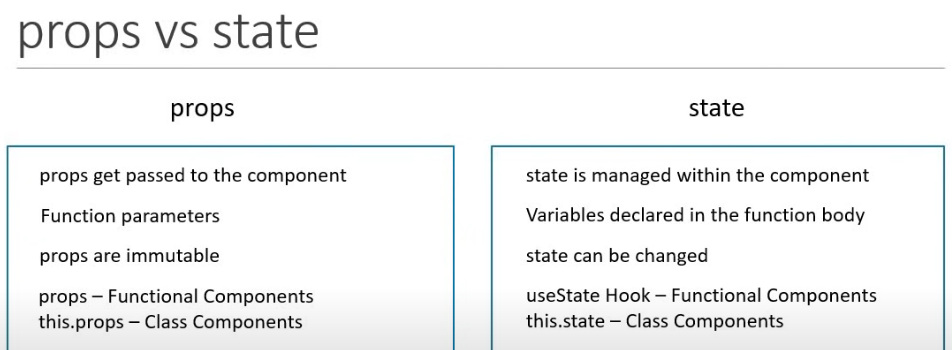 props vs state
props
state
props get passed to the component
Function parameters
props are immutable
props – Functional Components
this.props – Class Components
state is managed within the component
Variables declared in the function body
state can be changed
useState Hook – Functional Components
this.state – Class Components